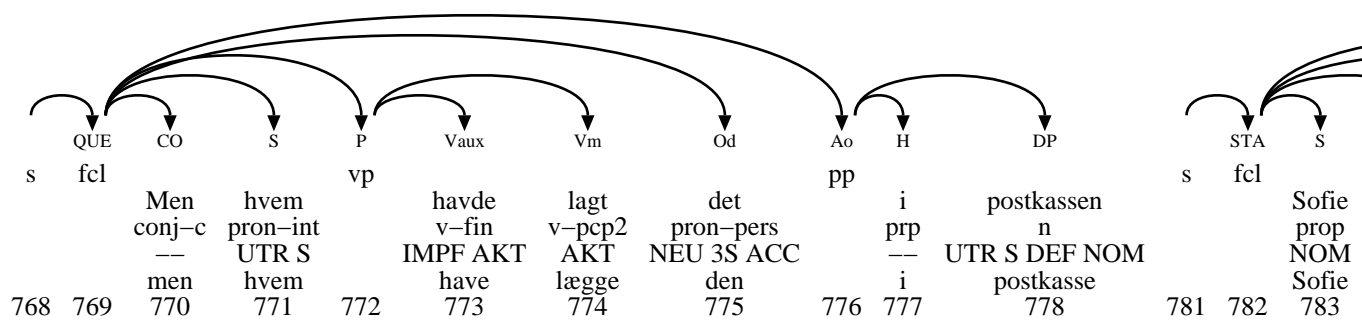 QUE CO S P Vaux Vm Od Ao H DP STA S
s fcl vp pp s fcl
Men hvem havde lagt det i postkassen Sofie
conj−c pron−int v−fin v−pcp2 pron−pers prp n prop
−− UTR S IMPF AKT AKT NEU 3S ACC −− UTR S DEF NOM NOM
men hvem have lægge den i postkasse Sofie
768 769 770 771 772 773 774 775 776 777 778 781 782 783